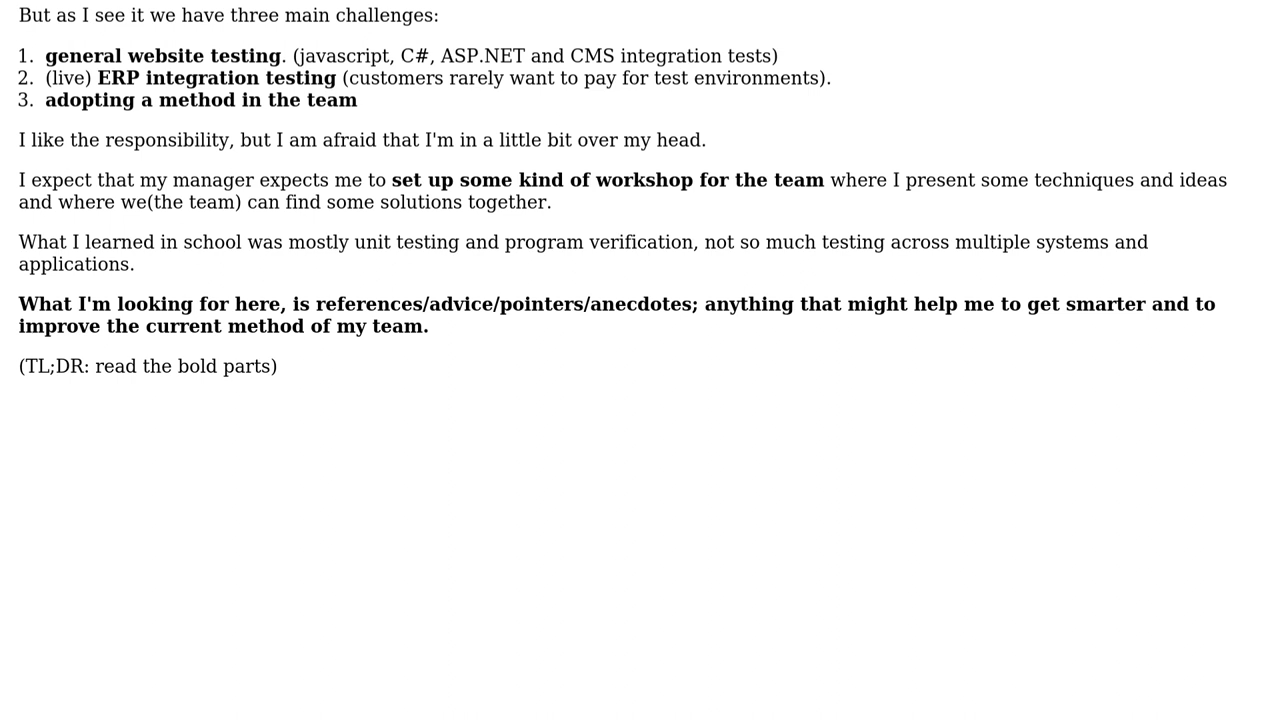 But as I see it we have three main challenges:
1. general website testing. (javascript, C#, ASP.NET and CMS integration tests)
2. (live) ERP integration testing (customers rarely want to pay for test environments).
3. adopting a method in the team
I like the responsibility, but I am afraid that I'm in a little bit over my head.
I expect that my manager expects me to set up some kind of workshop for the team where I present some techniques and ideas
and where we(the team) can find some solutions together.
What I learned in school was mostly unit testing and program verification, not so much testing across multiple systems and
applications.
What I'm looking for here, is references/advice/pointers/anecdotes; anything that might help me to get smarter and to
improve the current method of my team.
(TL;DR: read the bold parts)